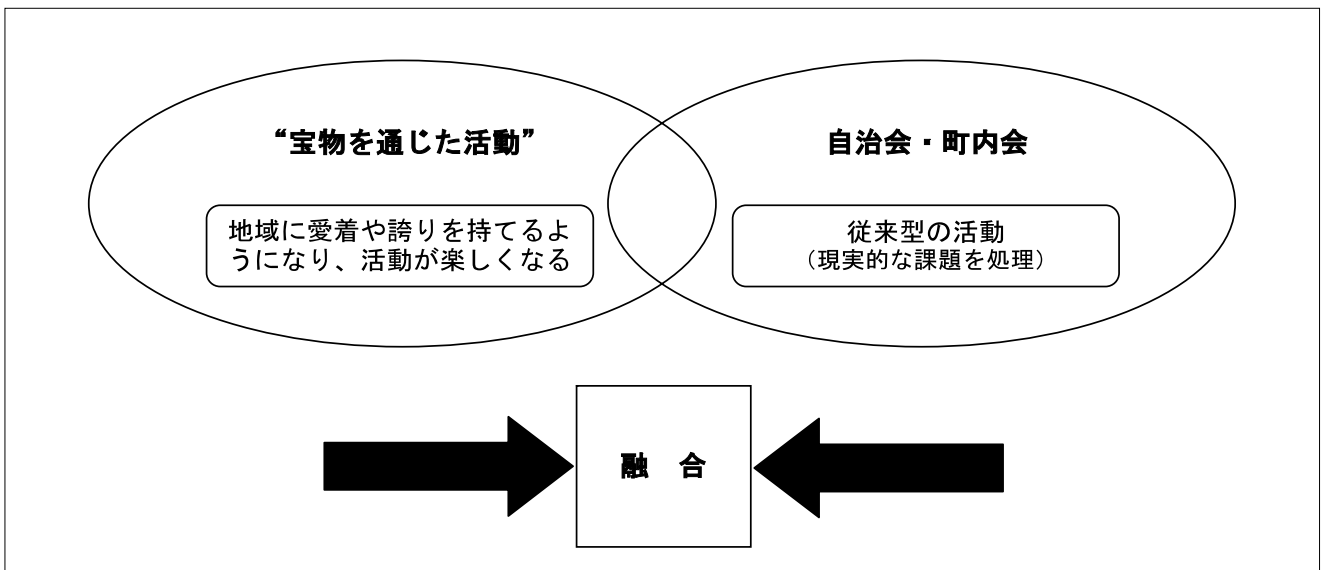 “宝物を通じた活動”
自治会・町内会
地域に愛着や誇りを持てるよ
うになり、活動が楽しくなる
従来型の活動
（現実的な課題を処理）
融　合